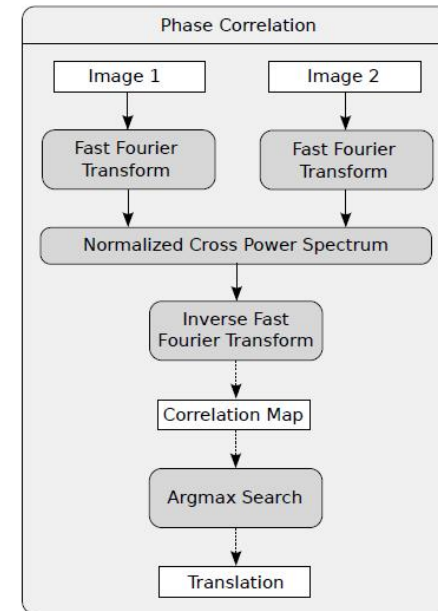 Phase Correlation
Image 1
Image 2
Fast Fourier
Transform
Fast Fourier
Transform
Normalized Cross Power Spectrum
Inverse Fast
Fourier Transform
Correlation Map
Argmax Search
Translation